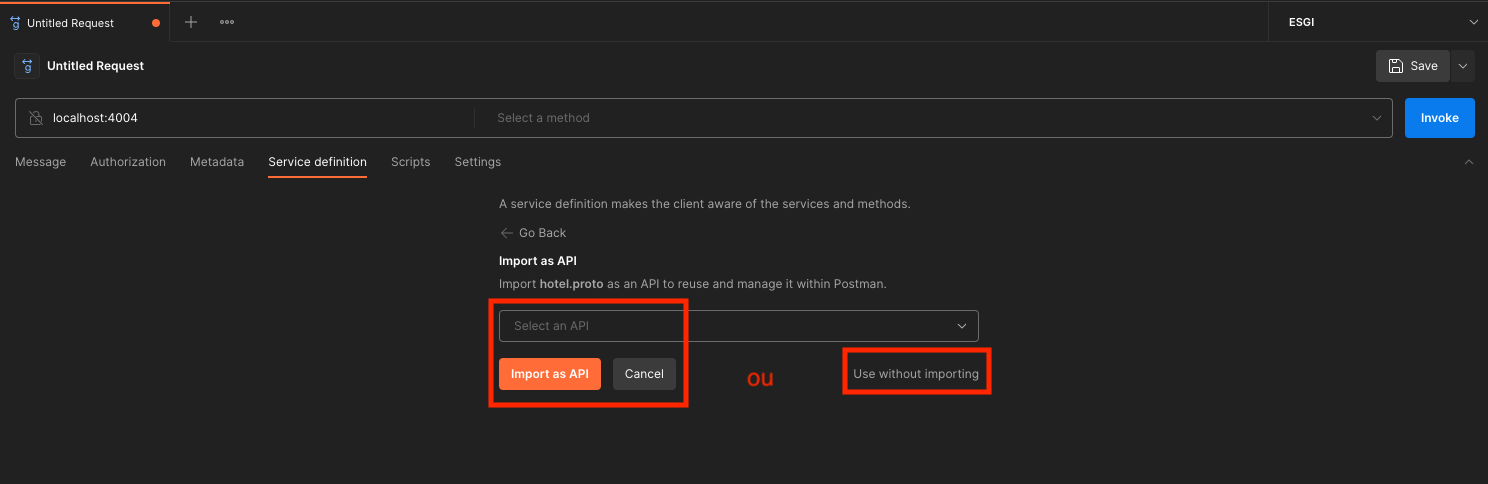 Untitled Request
ESGI
Untitled Request
Save
localhost:4004
Select a method
Invoke
Message Authorization Metadata Service definition Scripts Settings
A service definition makes the client aware of the services and methods.
Go Back
Import as API
Import hotel.proto as an API to reuse and manage it within Postman.
Select an API
Import as API
Cancel
ou
Use without importing